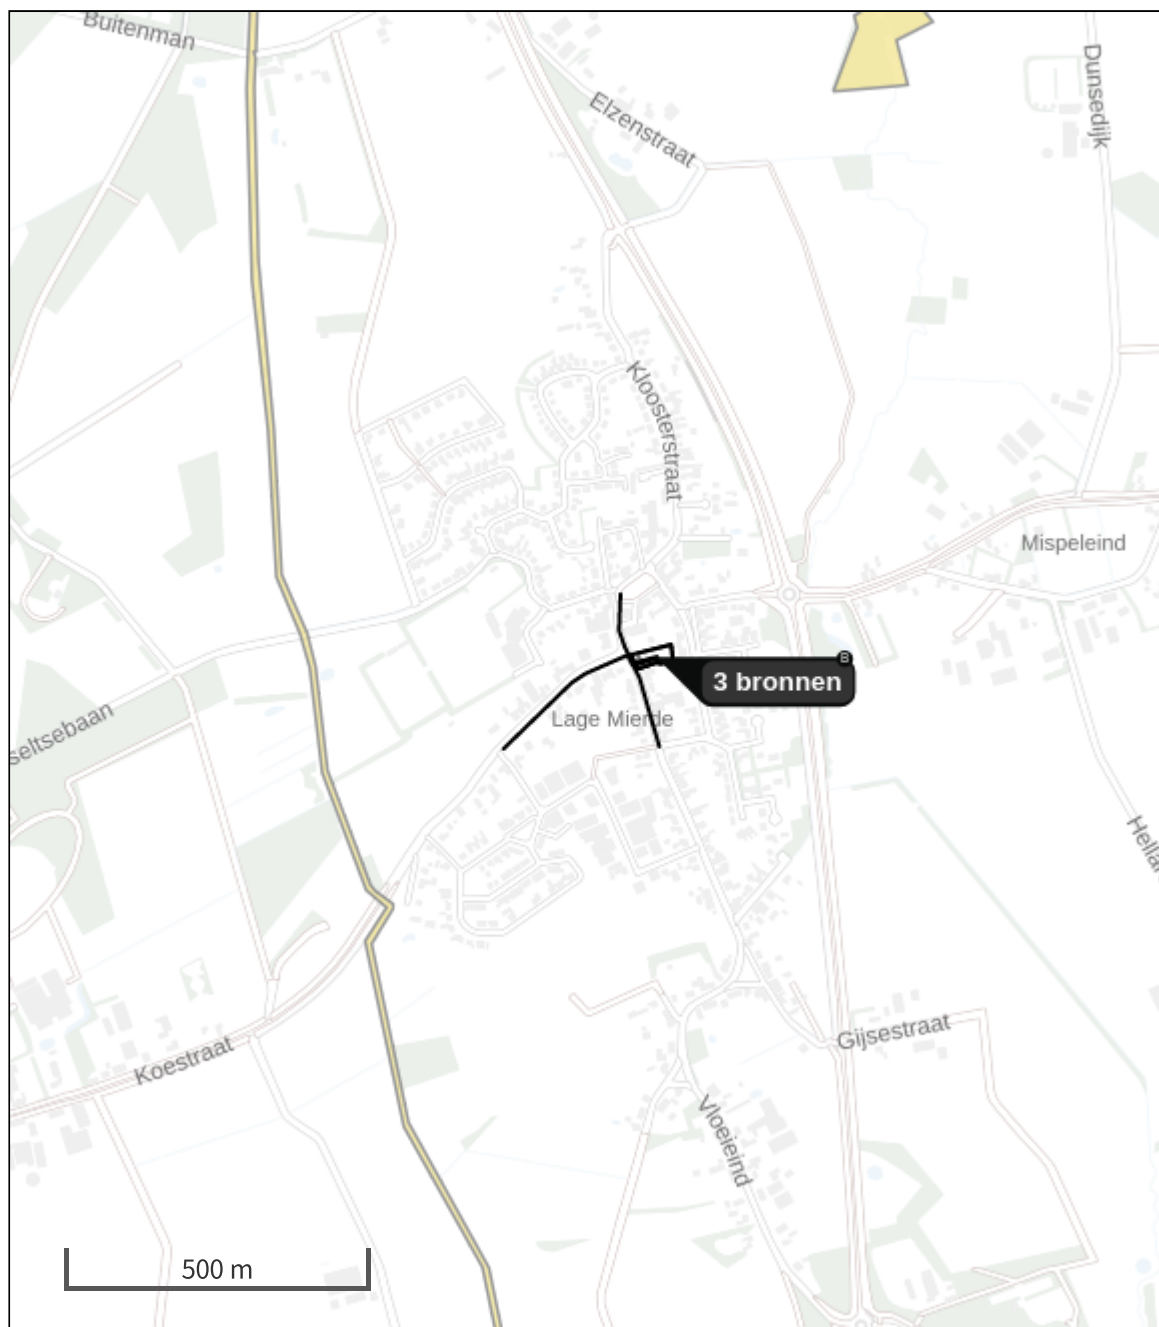 Buitenman
Elzenstraat
Dunsedijk
Kloosterstraat
Mispeleind
B
3 bronnen
seltsebaan
Lage Mierde
Hella
Gijsestraat
Koestraat
Vloeieind
500 m